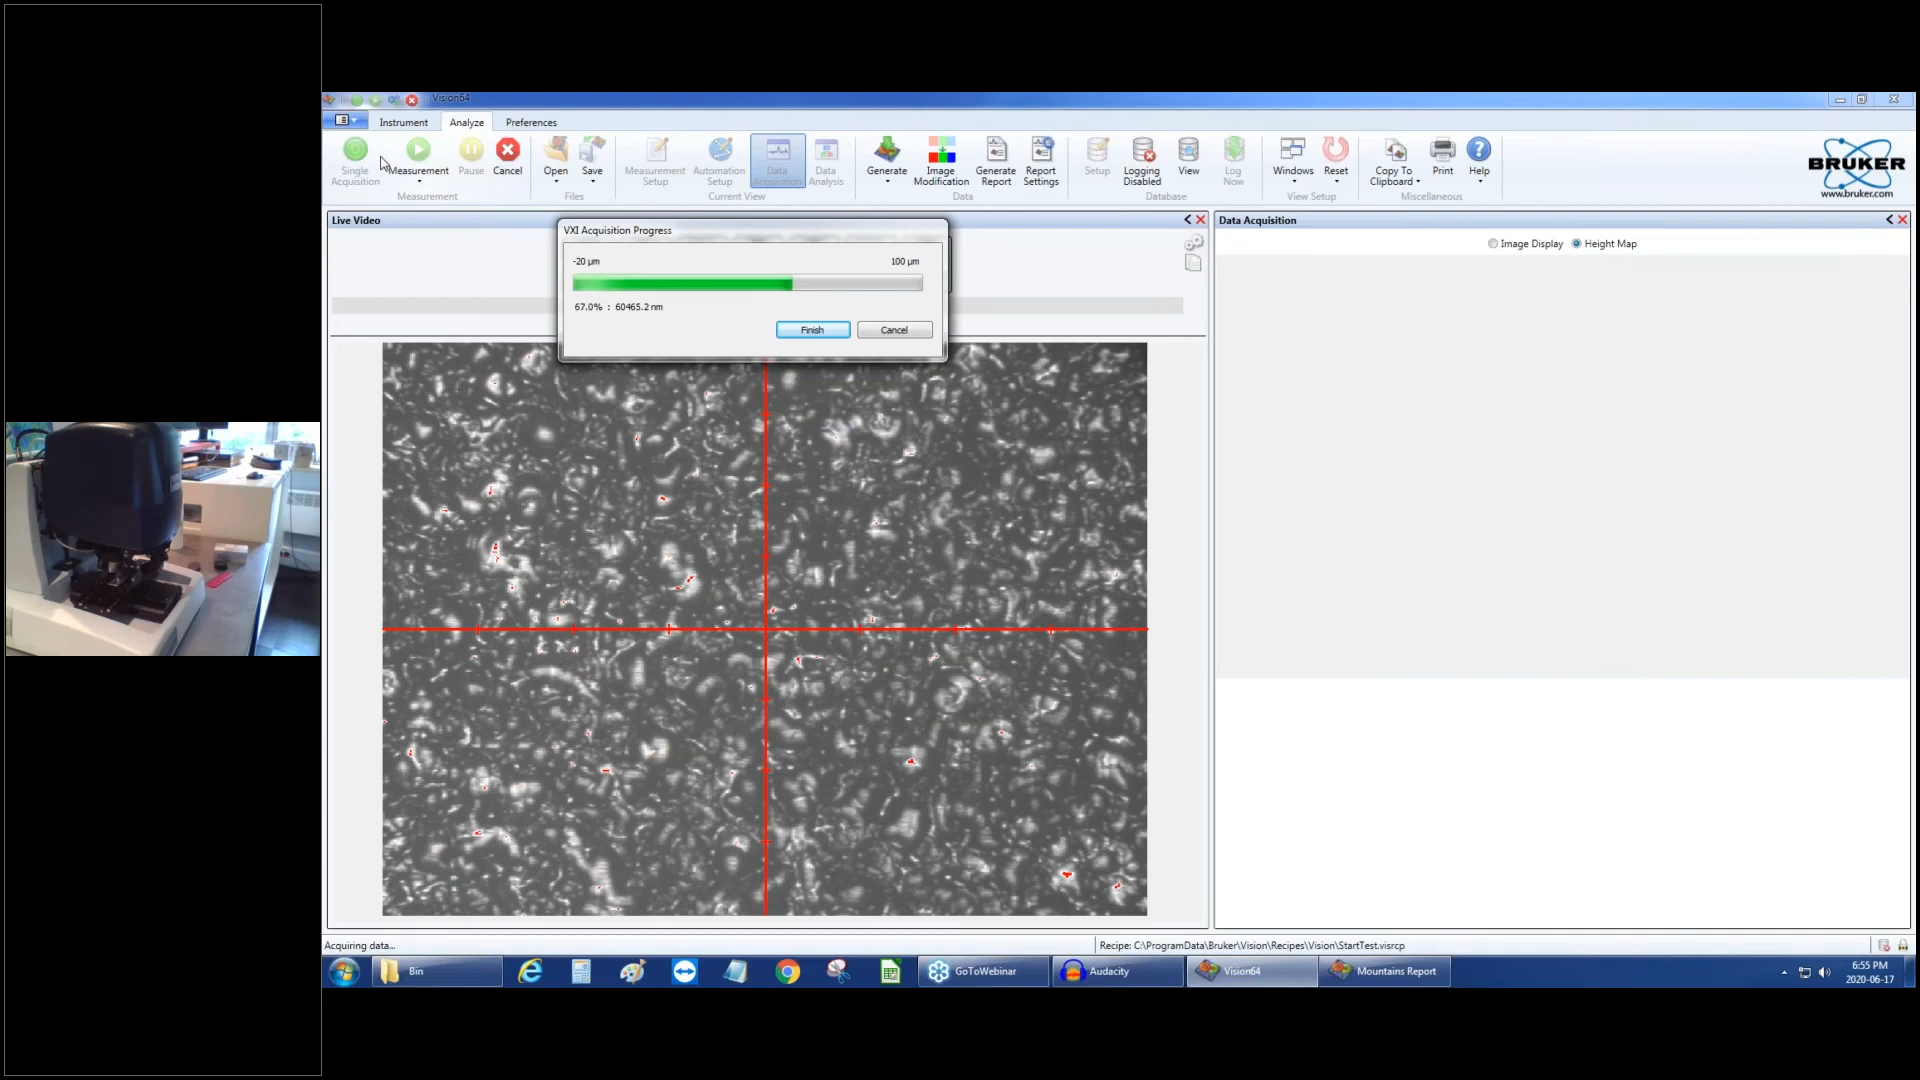 Vision64
Instrument
Analyze
Preferences
Single
Acquisition
Measurement
Pause
Cancel
Measurement
Open
Save
Files
Measurement
Setup
Automation
Setup
Data
Acquisition
Data
Analysis
Current View
Generate
Image
Modification
Generate
Report
Report
Settings
Data
Setup
Logging
Disabled
View
Log
Now
Database
Windows
Reset
View Setup
Copy To
Clipboard
Print
Help
Miscellaneous
BRUKER
www.bruker.com
Live Video
VXI Acquisition Progress
-20 µm
100 µm
67.0% : 60465.2 nm
Finish
Cancel
Data Acquisition
Image Display
Height Map
Acquiring data...
Recipe: C:\ProgramData\Bruker\Vision\Recipes\Vision\StartTest.visrcp
Bin
GoToWebinar
Audacity
Vision64
Mountains Report
6:55 PM
2020-06-17